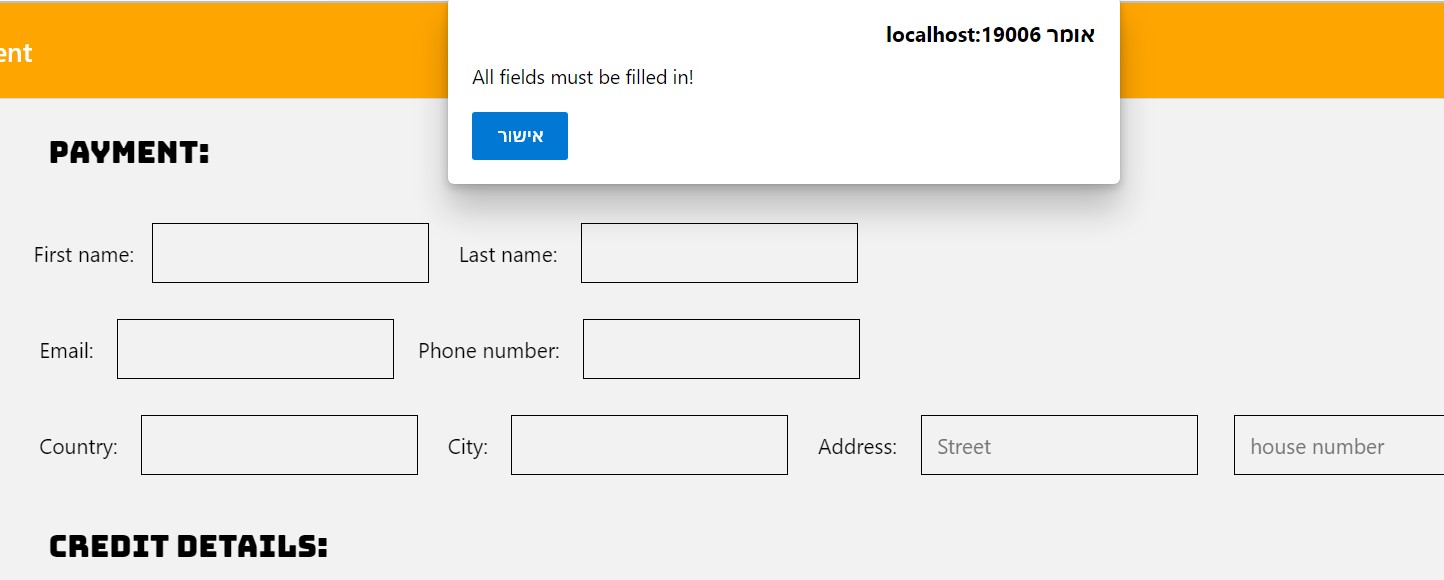 ent
localhost:19006 אומר
All fields must be filled in!
אישור
PAYMENT:
First name: Last name:
Email: Phone number:
Country: City: Address: Street house number
CREDIT DETAILS: